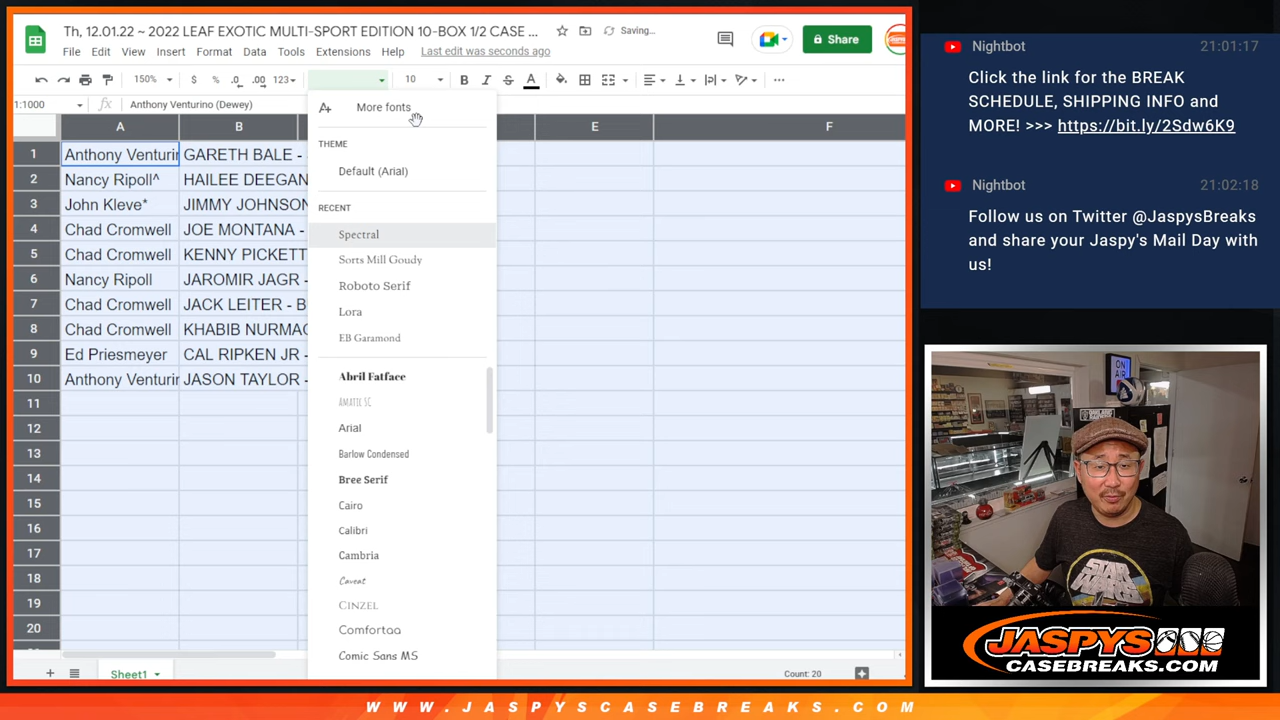 Th, 12.01.22 ~ 2022 LEAF EXOTIC MULTI-SPORT EDITION 10-BOX 1/2 CASE ...
Saving...
Share
File Edit View Insert Format Data Tools Extensions Help Last edit was seconds ago
150% $ % .0 .00 123 10 B I S A
1:1000 fx Anthony Venturino (Dewey)
A B E F
1 Anthony Venturin GARETH BALE -
2 Nancy Ripoll^ HAILEE DEEGAN
3 John Kleve* JIMMY JOHNSON
4 Chad Cromwell JOE MONTANA -
5 Chad Cromwell KENNY PICKETT
6 Nancy Ripoll JAROMIR JAGR -
7 Chad Cromwell JACK LEITER - B
8 Chad Cromwell KHABIB NURMAG
9 Ed Priesmeyer CAL RIPKEN JR -
10 Anthony Venturin JASON TAYLOR -
11
12
13
14
15
16
17
18
19
20
More fonts
THEME
Default (Arial)
RECENT
Spectral
Sorts Mill Goudy
Roboto Serif
Lora
EB Garamond
Abril Fatface
AMATIC SC
Arial
Barlow Condensed
Bree Serif
Cairo
Calibri
Cambria
Caveat
CINZEL
Comfortaa
Comic Sans MS
Sheet1
Count: 20
Nightbot 21:01:17
Click the link for the BREAK
SCHEDULE, SHIPPING INFO and
MORE! >>> https://bit.ly/2Sdw6K9
Nightbot 21:02:18
Follow us on Twitter @JaspysBreaks
and share your Jaspy's Mail Day with
us!
ON AIR
STAR WARS
JASPYS
CASEBREAKS.COM
WWW.JASPYSCASEBREAKS.COM